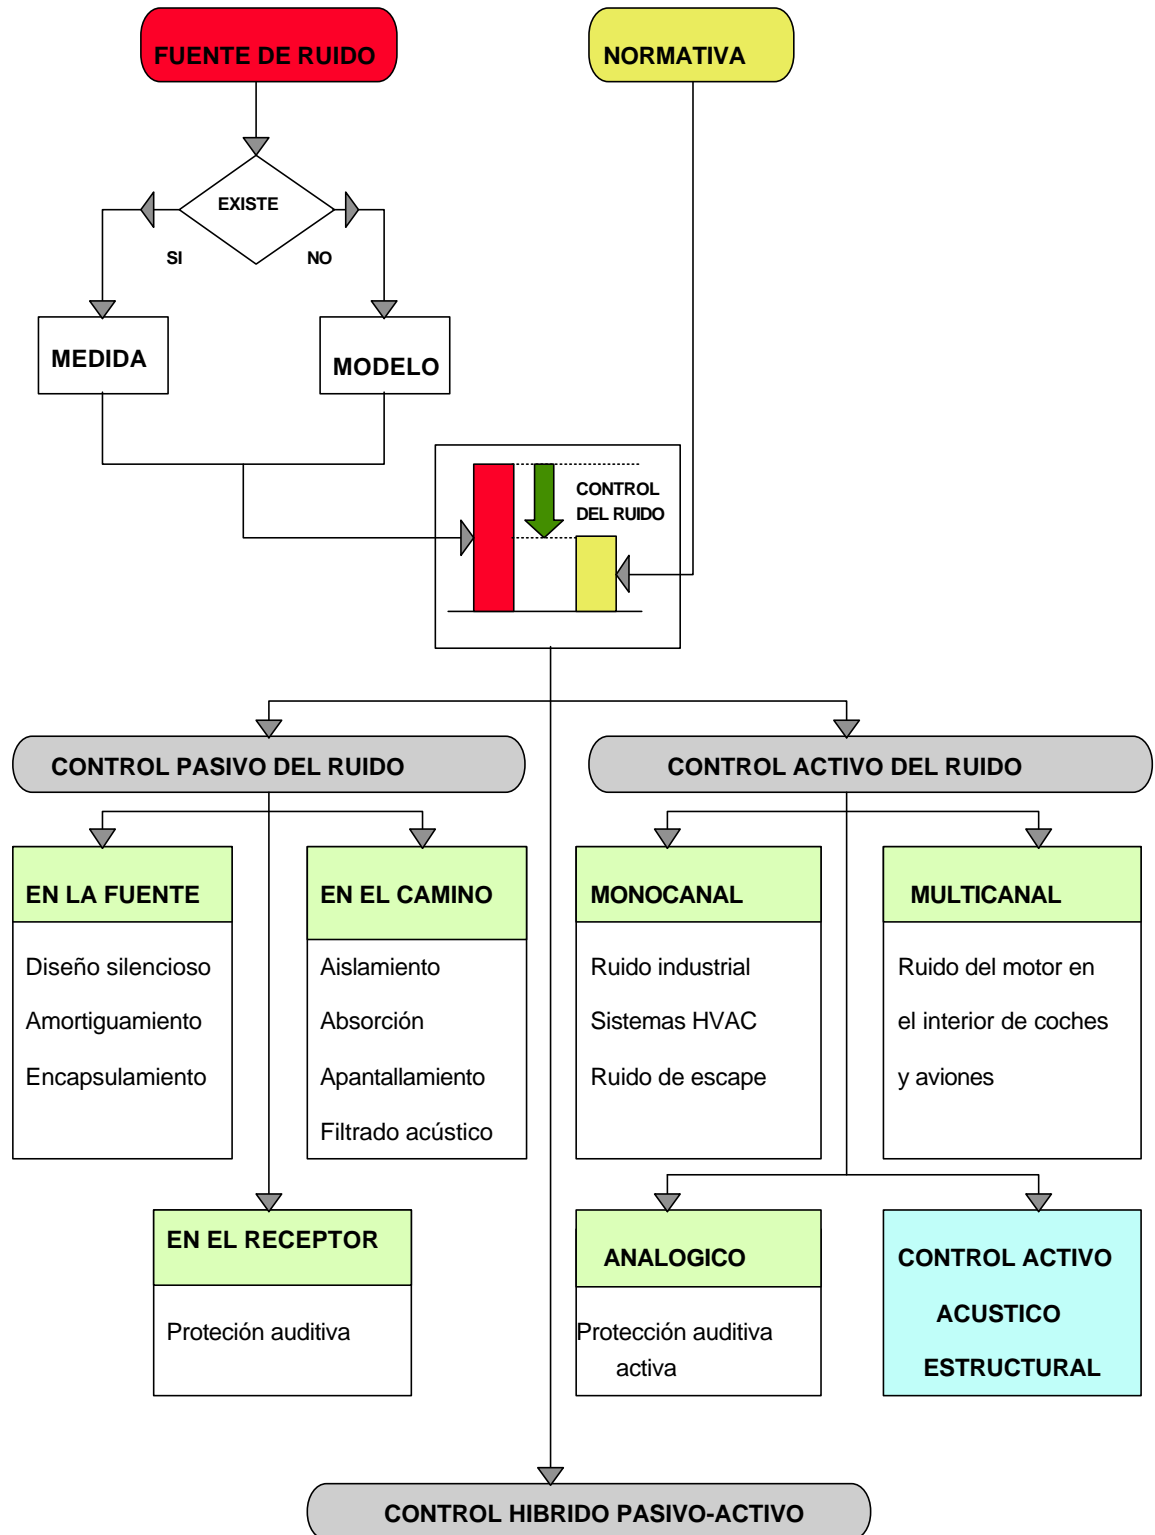 FUENTE DE RUIDO
NORMATIVA
EXISTE
SI
NO
MEDIDA
MODELO
CONTROL
DEL RUIDO
CONTROL PASIVO DEL RUIDO
CONTROL ACTIVO DEL RUIDO
EN LA FUENTE
Diseño silencioso
Amortiguamiento
Encapsulamiento
EN EL CAMINO
Aislamiento
Absorción
Apantallamiento
Filtrado acústico
MONOCANAL
Ruido industrial
Sistemas HVAC
Ruido de escape
MULTICANAL
Ruido del motor en
el interior de coches
y aviones
EN EL RECEPTOR
Proteción auditiva
ANALOGICO
Protección auditiva
activa
CONTROL ACTIVO
ACUSTICO
ESTRUCTURAL
CONTROL HIBRIDO PASIVO-ACTIVO